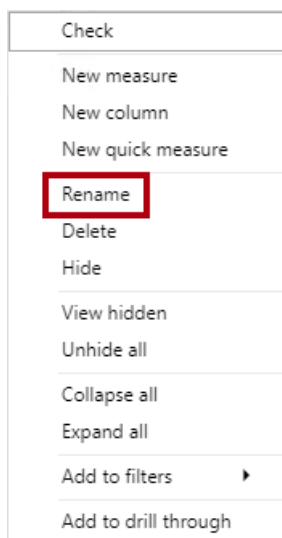 Check
New measure
New column
New quick measure
Rename
Delete
Hide
View hidden
Unhide all
Collapse all
Expand all
Add to filters
Add to drill through